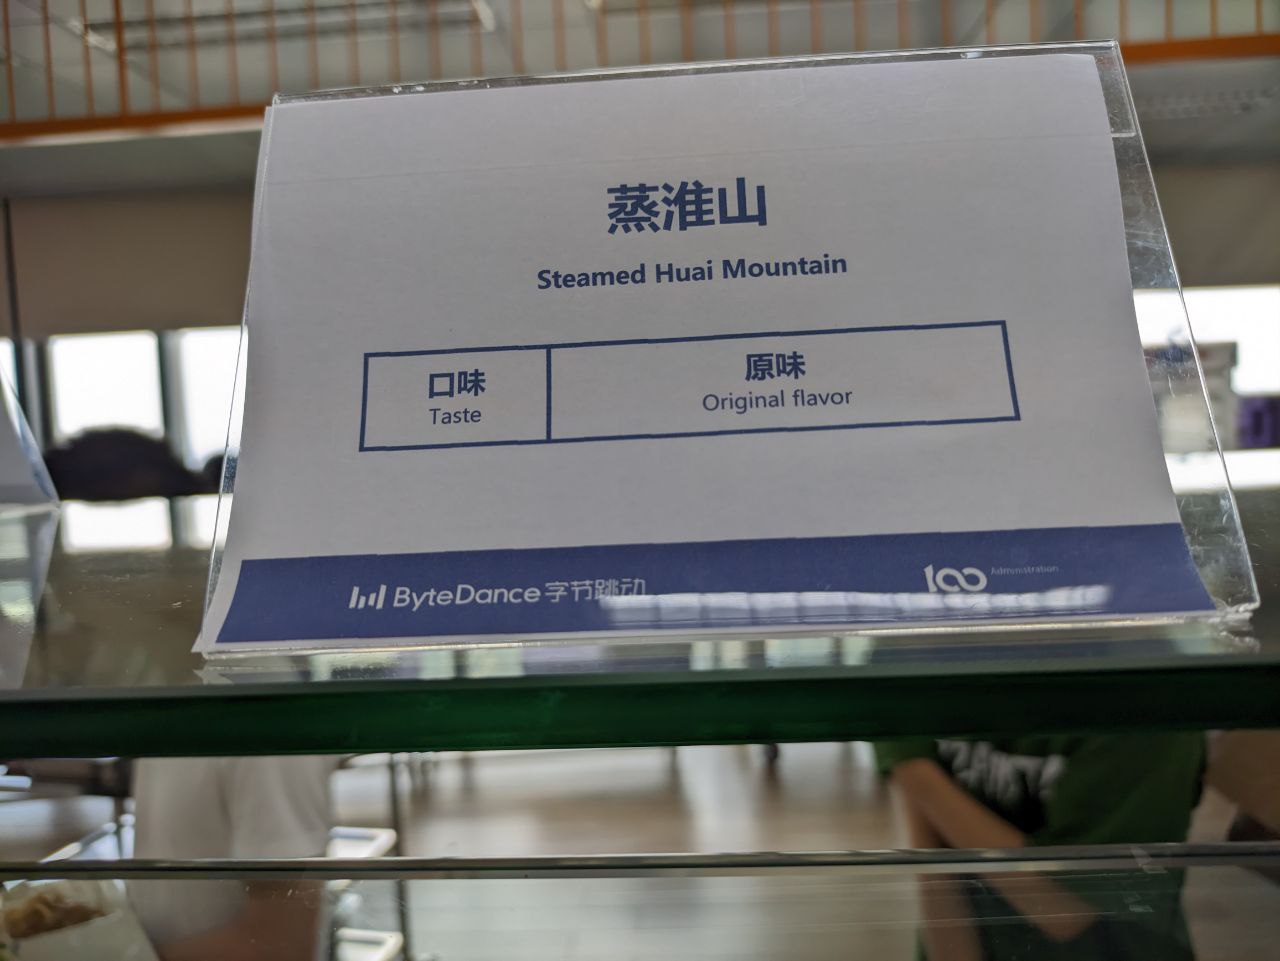 蒸淮山
Steamed Huai Mountain
口味
Taste
原味
Original flavor
ByteDance字节跳动
100 Administration